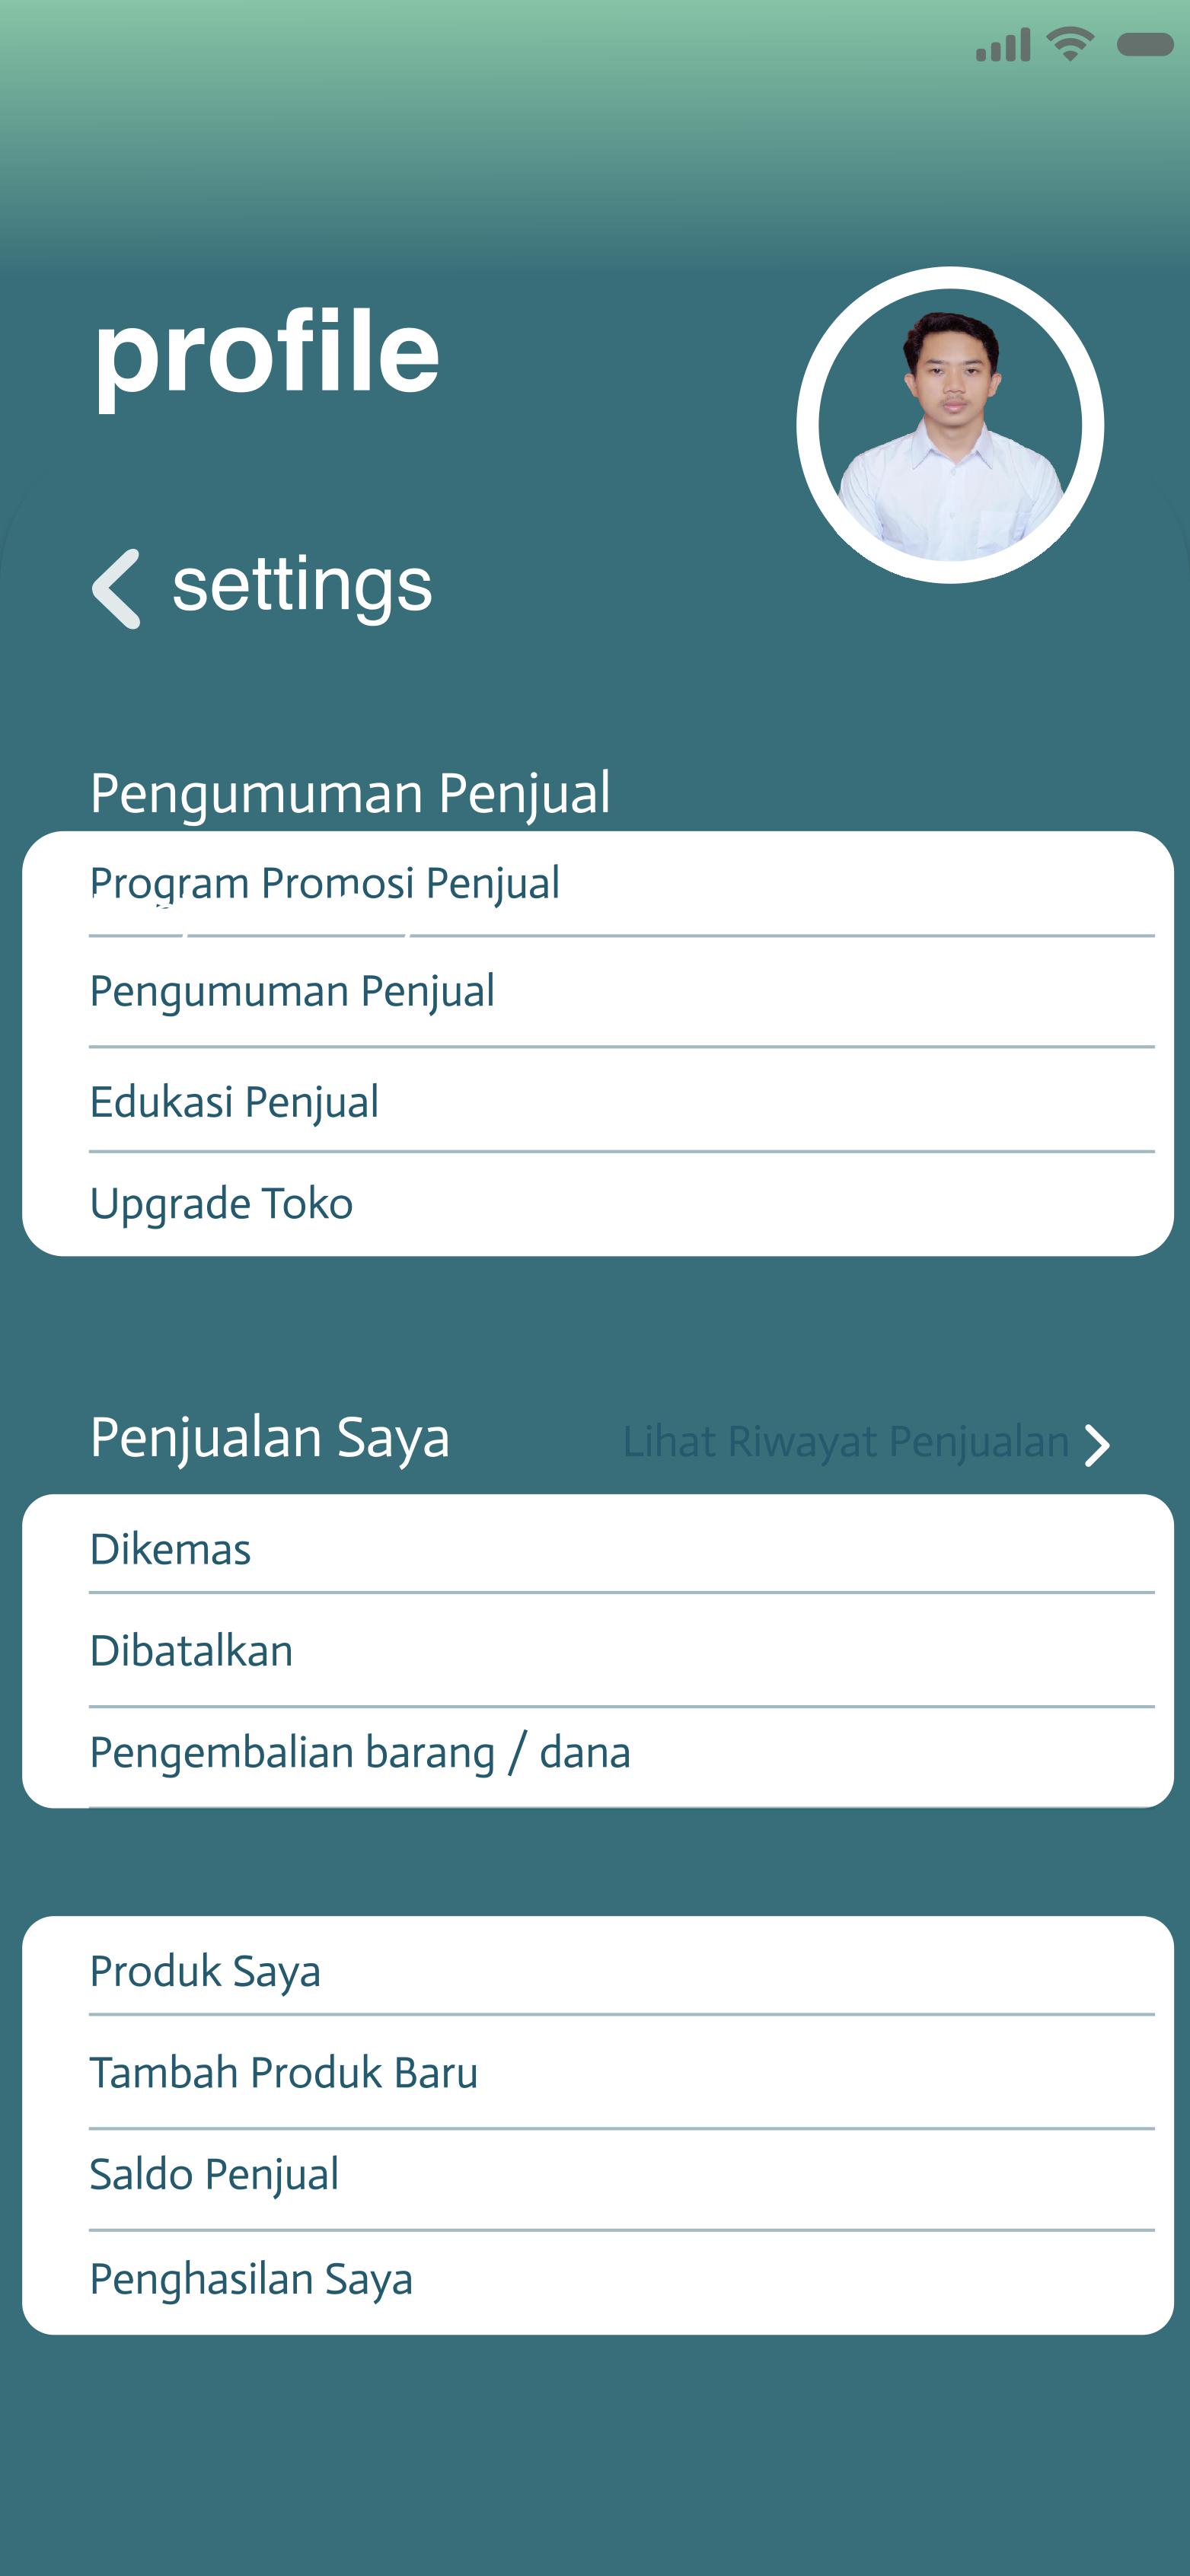 profile
settings
Pengumuman Penjual
Program Promosi Penjual
Pengumuman Penjual
Edukasi Penjual
Upgrade Toko
Penjualan Saya
Lihat Riwayat Penjualan
Dikemas
Dibatalkan
Pengembalian barang / dana
Produk Saya
Tambah Produk Baru
Saldo Penjual
Penghasilan Saya